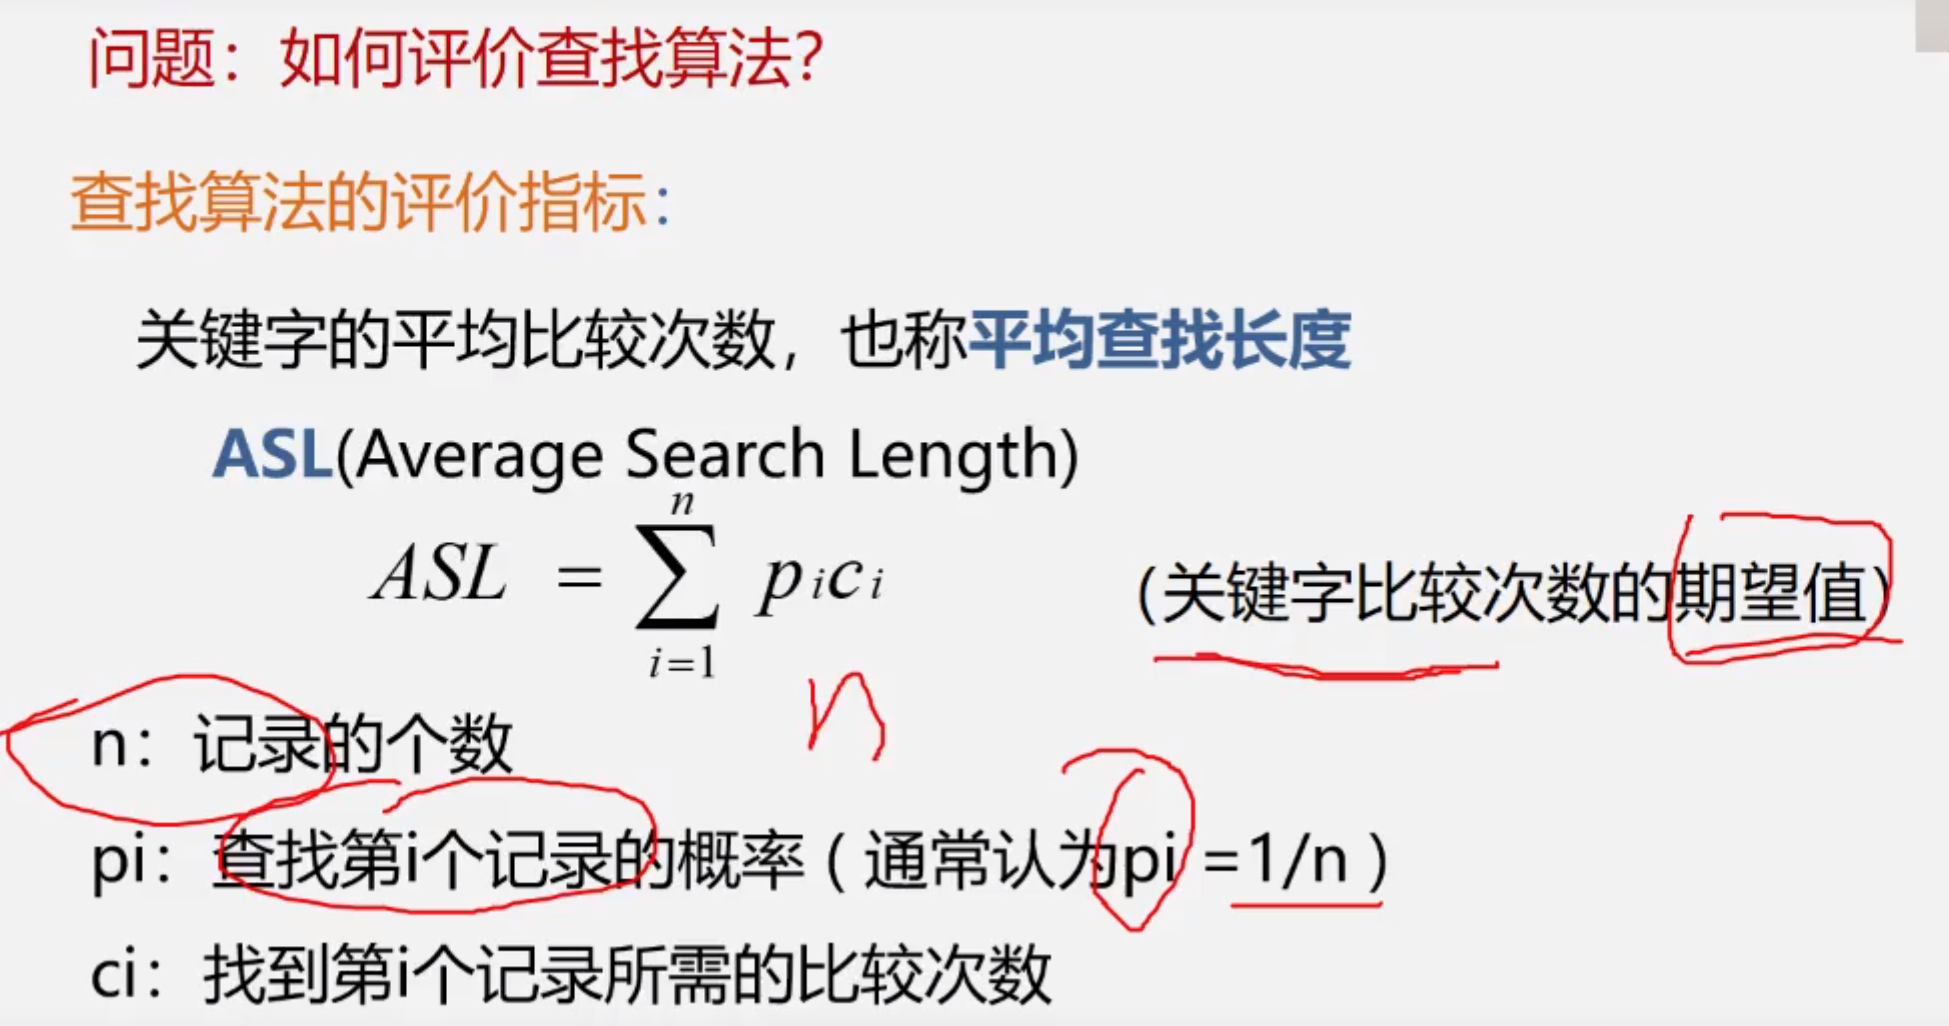 问题：如何评价查找算法？
查找算法的评价指标：
关键字的平均比较次数，也称平均查找长度
ASL(Average Search Length)
n
ASL = ∑ pici
i=1
（关键字比较次数的期望值）
n
n：记录的个数
pi：查找第i个记录的概率 ( 通常认为pi =1/n )
ci：找到第i个记录所需的比较次数